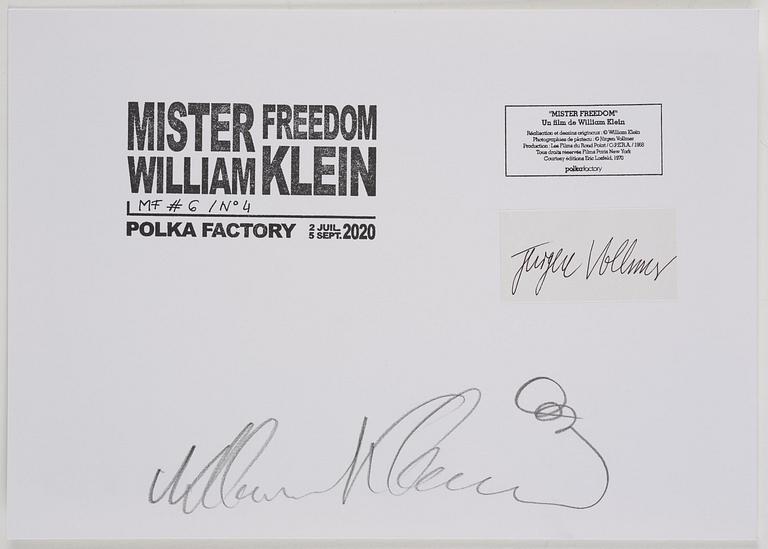 MISTER FREEDOM
WILLIAM KLEIN
MF # 6 / N° 4
POLKA FACTORY 2 JUIL. 5 SEPT. 2020
"MISTER FREEDOM"
Un film de William Klein
Réalisation et dessins originaux : © William Klein
Photographies de plateau : © Jürgen Vollmer
Production : Les Films du Rond Point / O.P.E.R.A. / 1968
Tous droits réservés Films Paris New York
Courtesy éditions Eric Losfeld, 1970
polkafactory
Jürgen Vollmer
William Klein